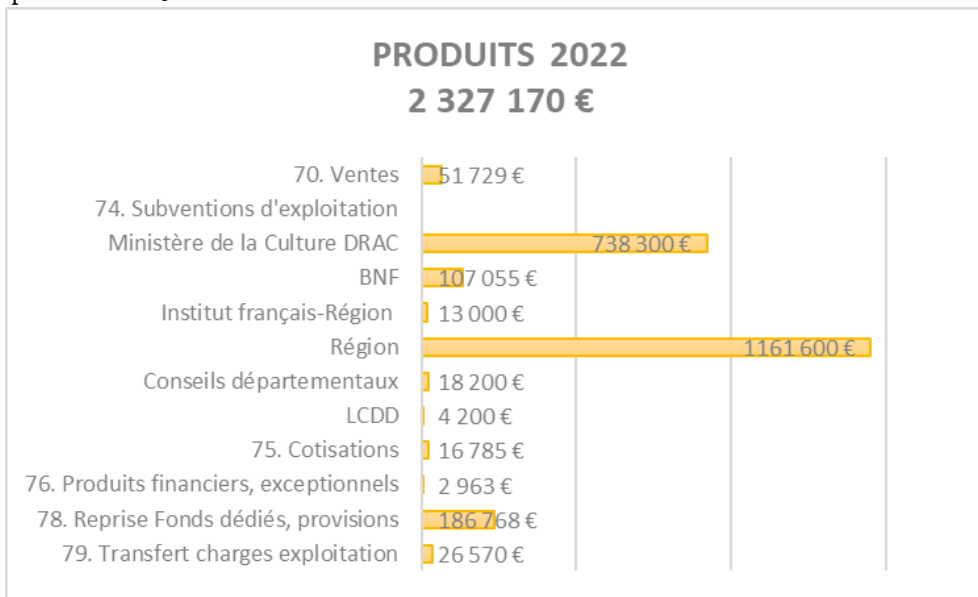 PRODUITS 2022
2 327 170 €
70. Ventes 51 729 €
74. Subventions d'exploitation
Ministère de la Culture DRAC 738 300 €
BNF 107 055 €
Institut français-Région 13 000 €
Région 1161 600 €
Conseils départementaux 18 200 €
LCDD 4 200 €
75. Cotisations 16 785 €
76. Produits financiers, exceptionnels 2 963 €
78. Reprise Fonds dédiés, provisions 186 768 €
79. Transfert charges exploitation 26 570 €